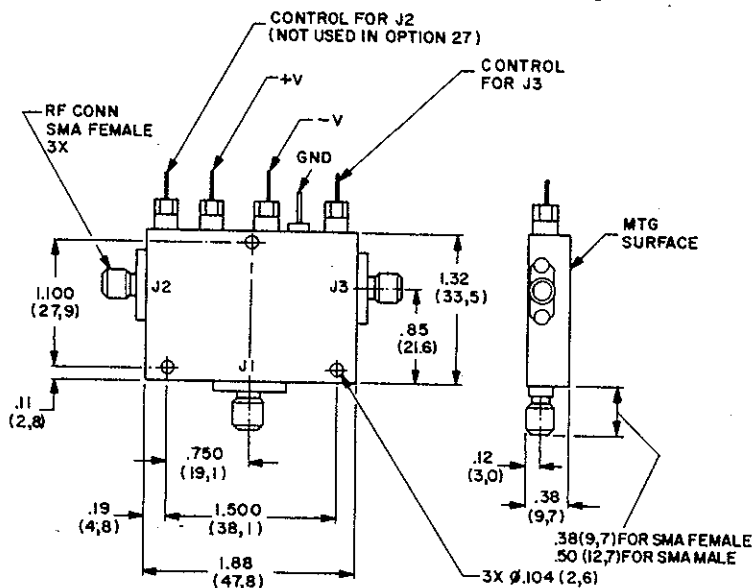 CONTROL FOR J2
(NOT USED IN OPTION 27)
+V
CONTROL
FOR J3
-V
RF CONN
SMA FEMALE
3X
GND
MTG
SURFACE
J2
J3
1.100
(27,9)
1.32
(33,5)
.85
(21.6)
J1
.11
(2,8)
.750
(19,1)
.12
(3,0)
.19
(4,8)
1.500
(38,1)
.38
(9,7)
.38(9,7)FOR SMA FEMALE
.50 (12,7)FOR SMA MALE
1.88
(47,8)
3X Ø.104 (2,6)